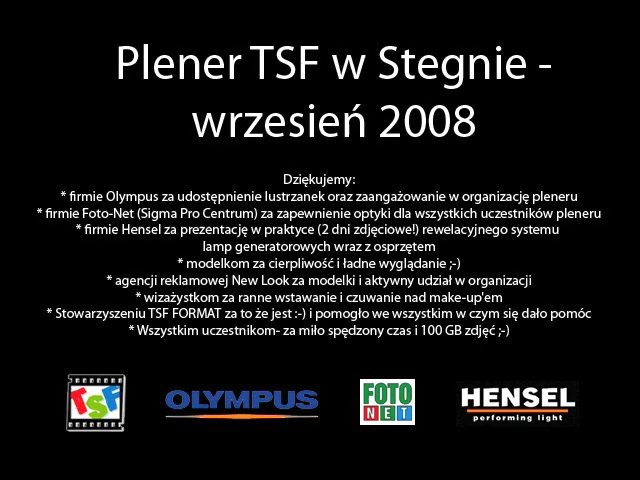 Plener TSF w Stegnie -
wrzesień 2008
Dziękujemy:
* firmie Olympus za udostępnienie lustrzanek oraz zaangażowanie w organizację pleneru
* firmie Foto-Net (Sigma Pro Centrum) za zapewnienie optyki dla wszystkich uczestników pleneru
* firmie Hensel za prezentację w praktyce (2 dni zdjęciowe!) rewelacyjnego systemu
lamp generatorowych wraz z osprzętem
* modelkom za cierpliwość i ładne wyglądanie ;-)
* agencji reklamowej New Look za modelki i aktywny udział w organizacji
* wizażystkom za ranne wstawanie i czuwanie nad make-up'em
* Stowarzyszeniu TSF FORMAT za to że jest :-) i pomogło we wszystkim w czym się dało pomóc
* Wszystkim uczestnikom- za miło spędzony czas i 100 GB zdjęć ;-)
TSF
OLYMPUS
FOTO
NET
HENSEL
performing light